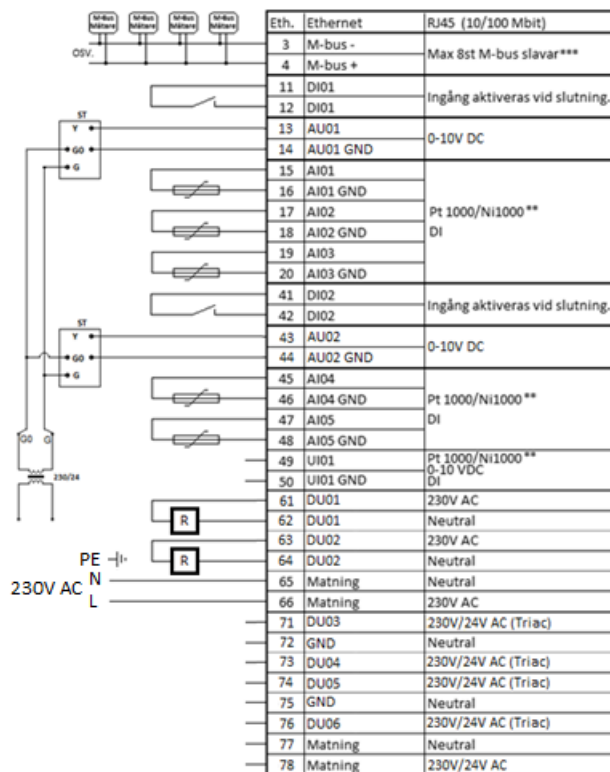 M-Bus Mätare M-Bus Mätare M-Bus Mätare M-Bus Mätare
OSV.
Eth. Ethernet RJ45 (10/100 Mbit)
3 M-bus -
Max 8st M-bus slavar***
4 M-bus +
11 DI01
Ingång aktiveras vid slutning.
12 DI01
ST
Y
13 AU01
0-10V DC
G0
14 AU01 GND
G
15 AI01
16 AI01 GND
17 AI02
Pt 1000/Ni1000 **
18 AI02 GND
DI
19 AI03
20 AI03 GND
41 DI02
Ingång aktiveras vid slutning.
42 DI02
ST
Y
43 AU02
0-10V DC
G0
44 AU02 GND
G
45 AI04
46 AI04 GND
Pt 1000/Ni1000 **
47 AI05
DI
48 AI05 GND
G0 G
230/24
49 UI01
Pt 1000/Ni1000 **
0-10 VDC
50 UI01 GND
DI
61 DU01 230V AC
R
62 DU01 Neutral
63 DU02 230V AC
PE
R
64 DU02 Neutral
230V AC
N
65 Matning Neutral
L
66 Matning 230V AC
71 DU03 230V/24V AC (Triac)
72 GND Neutral
73 DU04 230V/24V AC (Triac)
74 DU05 230V/24V AC (Triac)
75 GND Neutral
76 DU06 230V/24V AC (Triac)
77 Matning Neutral
78 Matning 230V/24V AC